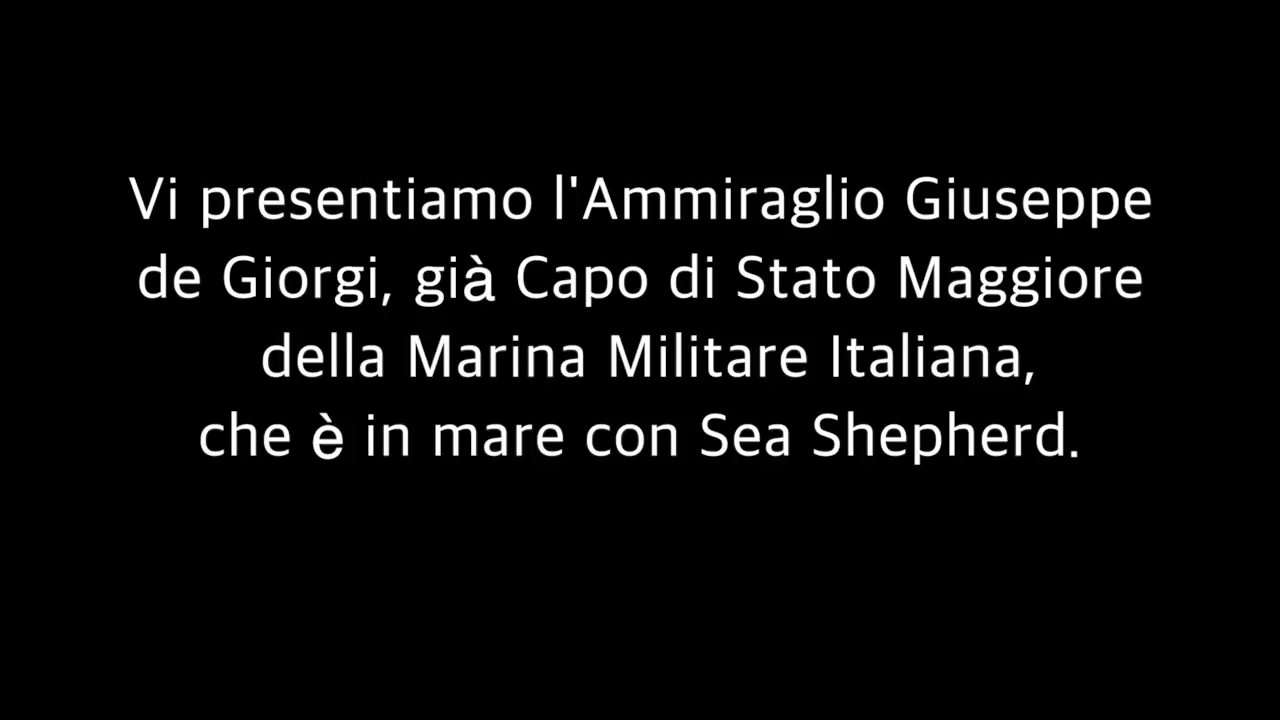 Vi presentiamo l'Ammiraglio Giuseppe
de Giorgi, già Capo di Stato Maggiore
della Marina Militare Italiana,
che è in mare con Sea Shepherd.